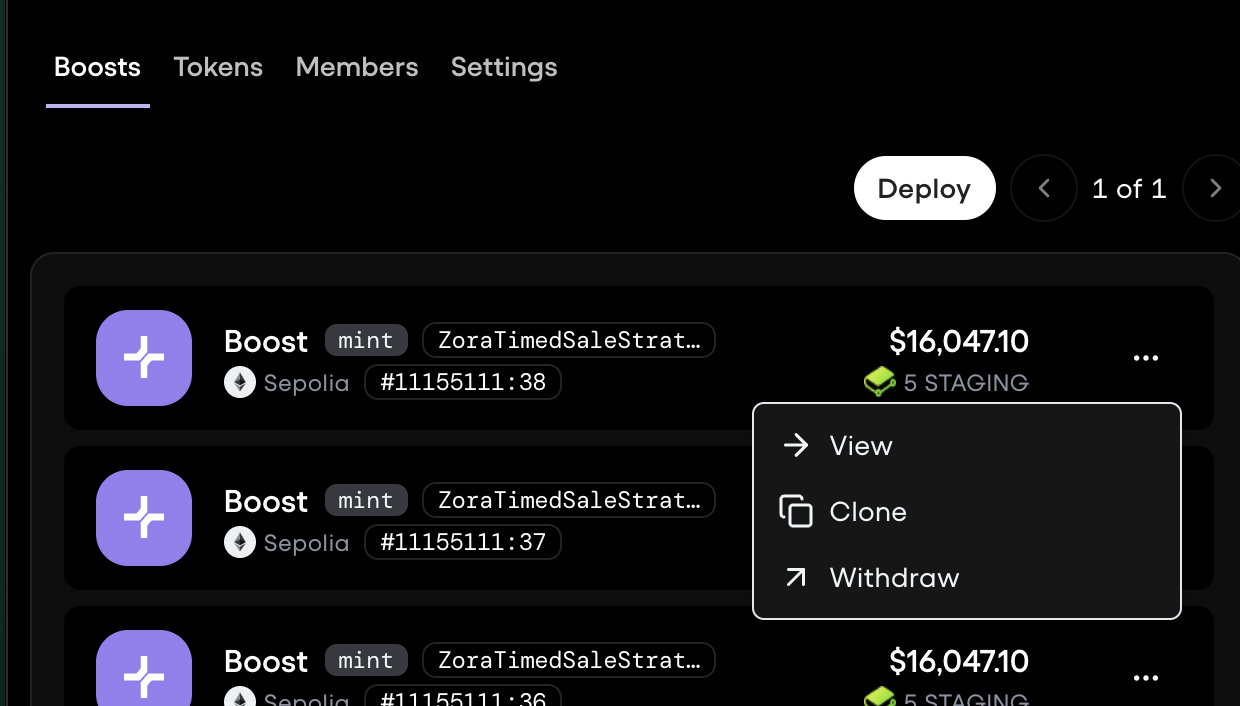 Boosts Tokens Members Settings
Deploy 1 of 1
Boost mint ZoraTimedSaleStrat… $16,047.10
Sepolia #11155111:38 5 STAGING
View
Clone
Withdraw
Boost mint ZoraTimedSaleStrat…
Sepolia #11155111:37
Boost mint ZoraTimedSaleStrat… $16,047.10
Sepolia #11155111:36 5 STAGING